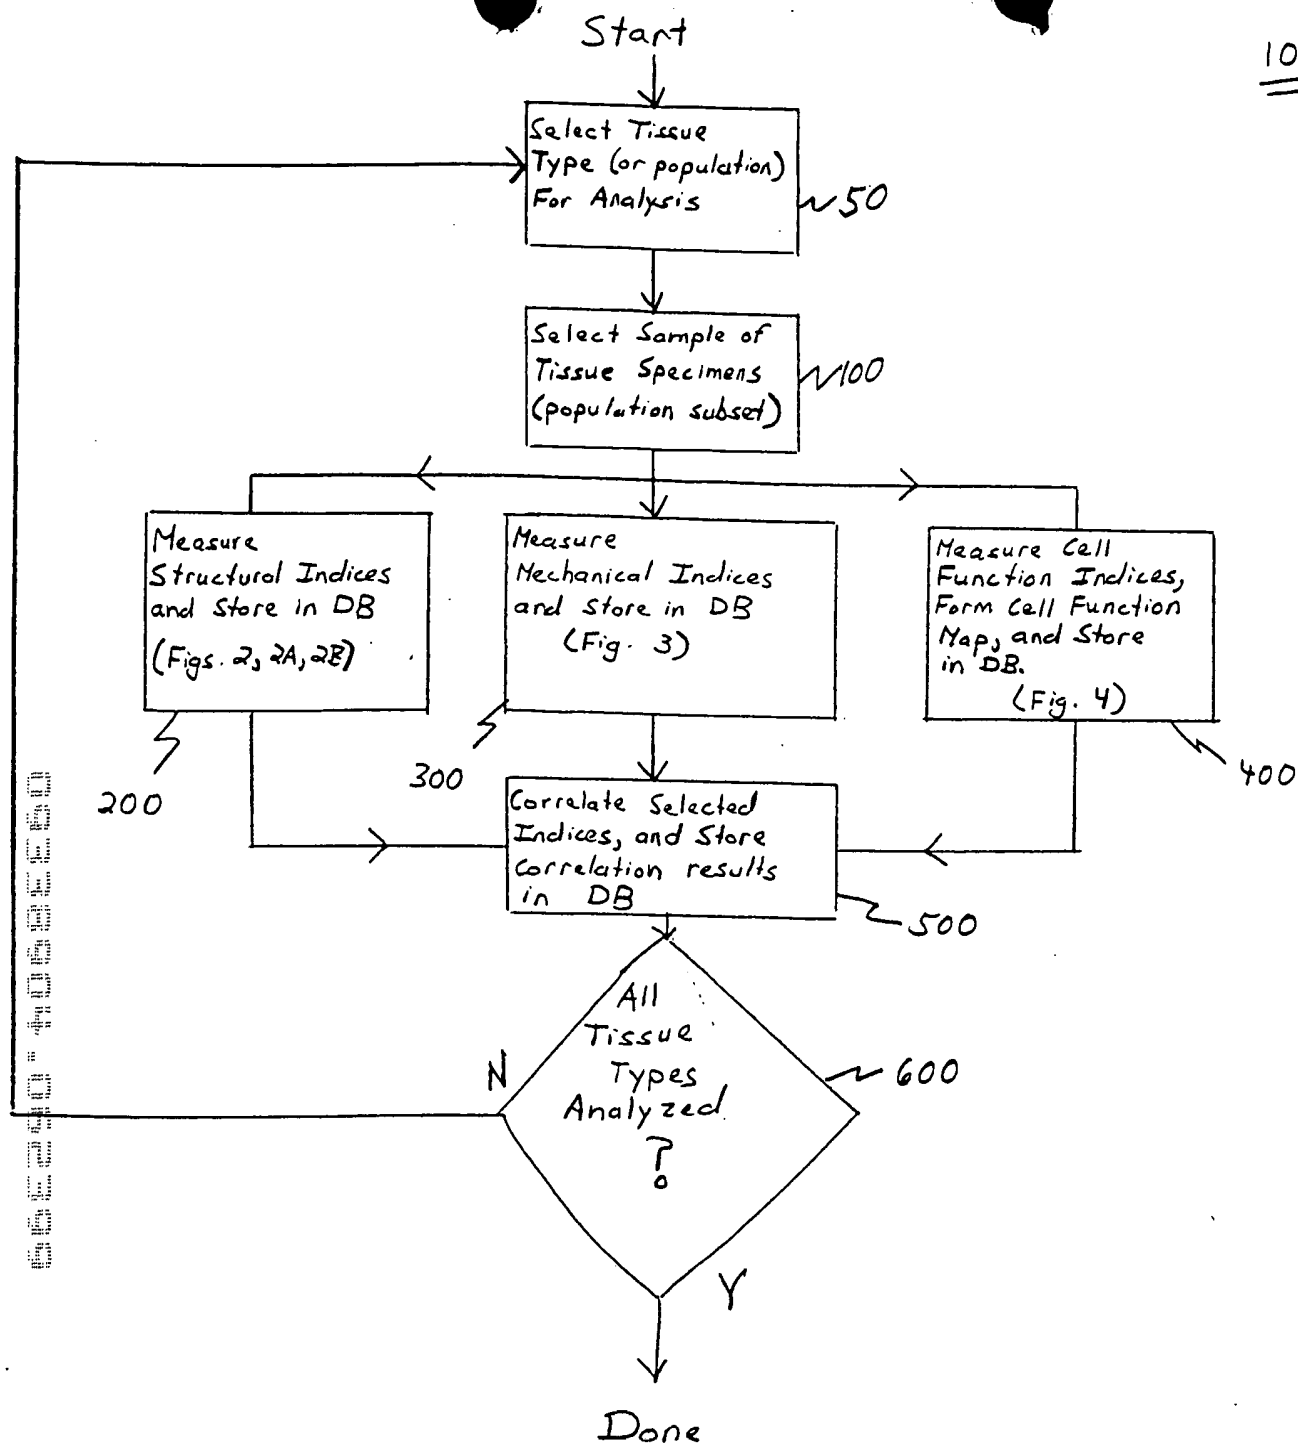 Start
10
Select Tissue
Type (or population)
For Analysis
50
Select Sample of
Tissue Specimens
(population subset)
100
Measure
Structural Indices
and Store in DB
(Figs. 2, 2A, 2B)
200
Measure
Mechanical Indices
and Store in DB
(Fig. 3)
300
Measure Cell
Function Indices,
Form Cell Function
Map, and Store
in DB.
(Fig. 4)
400
Correlate Selected
Indices, and Store
Correlation results
in DB
500
All
Tissue
Types
Analyzed
?
600
N
Y
Done
09338904.092399